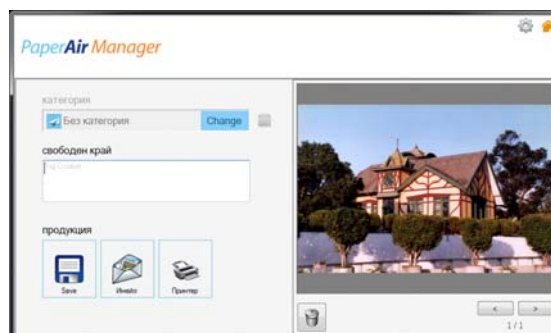 PaperAir Manager
категория
Без категория
Change
свободен край
продукция
Save
Имейл
Принтер
<
>
1 / 1